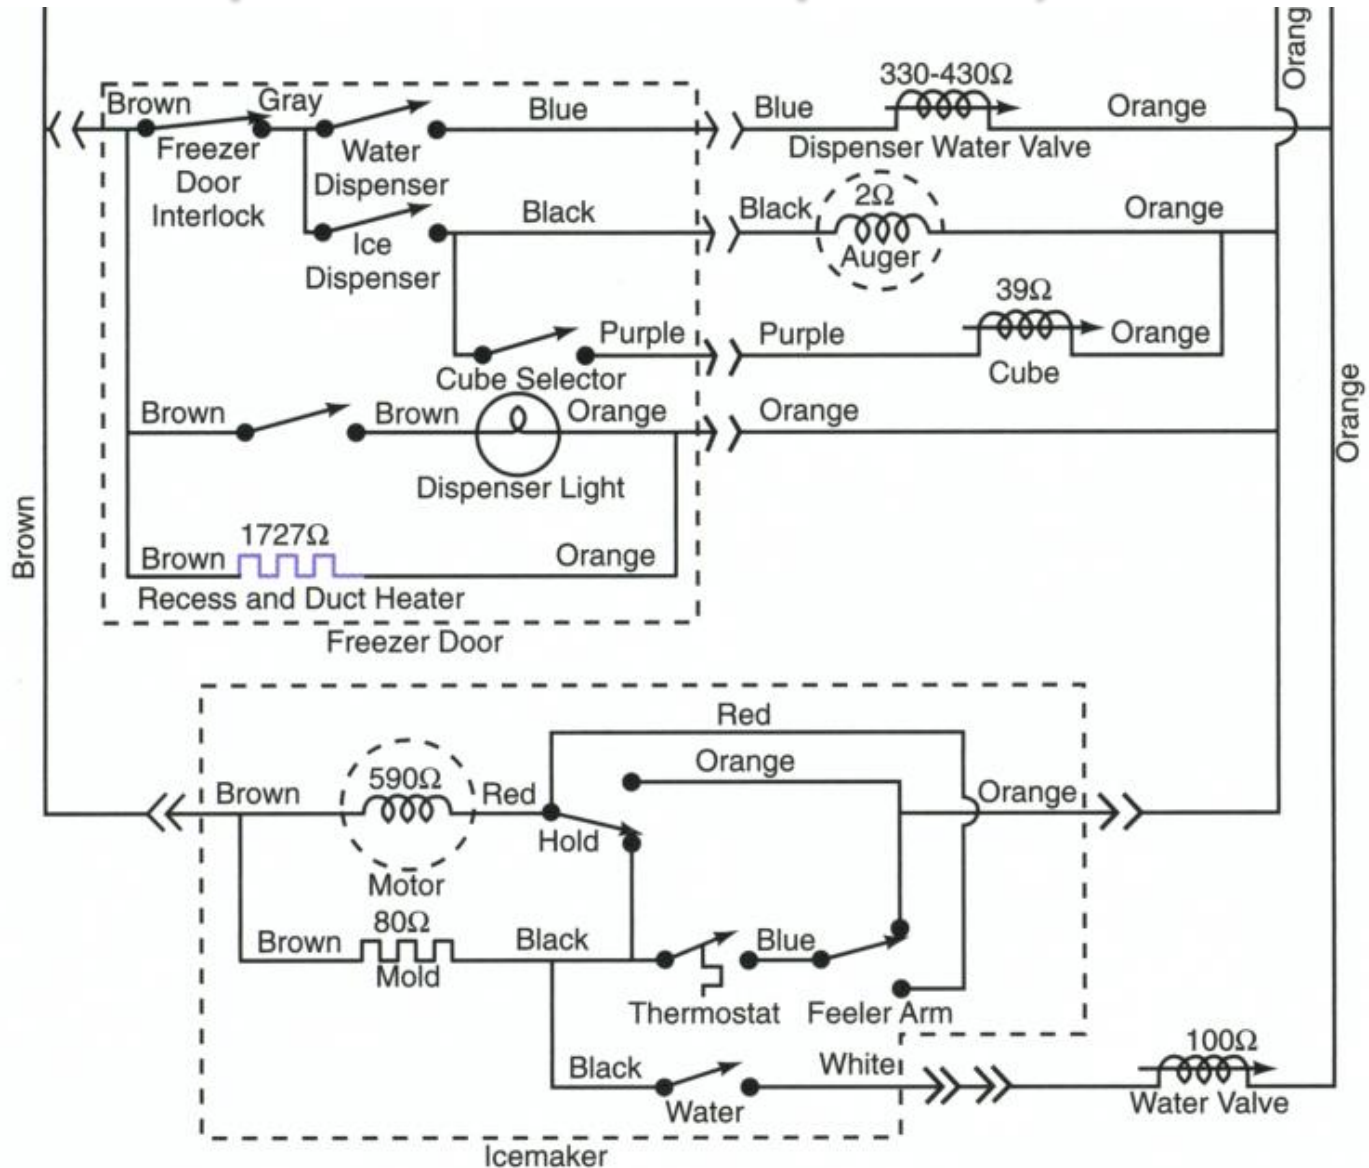 Orang
330-430Ω
Brown
Gray
Blue
Blue
Orange
Freezer
Door
Interlock
Water
Dispenser
Dispenser Water Valve
Black
Black
2Ω
Orange
Ice
Dispenser
Auger
39Ω
Purple
Purple
Orange
Cube Selector
Cube
Brown
Brown
Orange
Orange
Orange
Dispenser Light
Brown
1727Ω
Brown
Orange
Recess and Duct Heater
Freezer Door
Red
Orange
590Ω
Brown
Red
Orange
Hold
Motor
80Ω
Brown
Black
Blue
Mold
Thermostat
Feeler Arm
100Ω
Black
White
Water
Water Valve
Icemaker